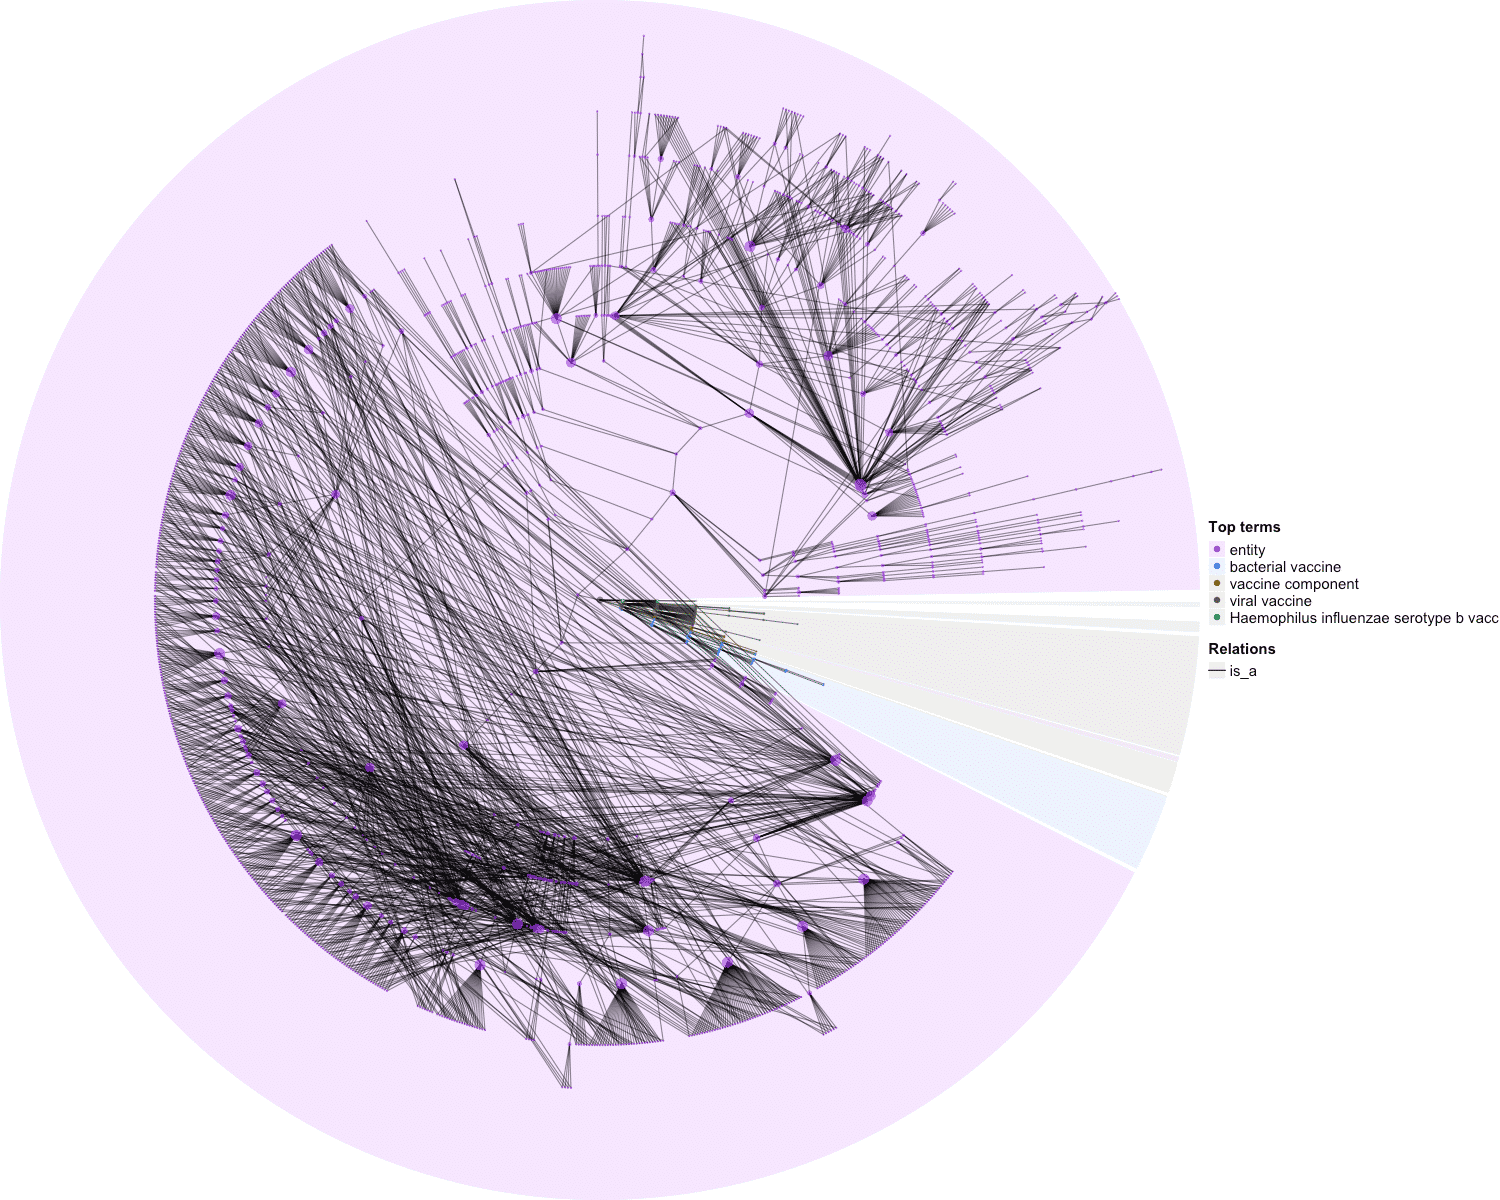 Top terms
entity
bacterial vaccine
vaccine component
viral vaccine
Haemophilus influenzae serotype b vacc
Relations
is_a